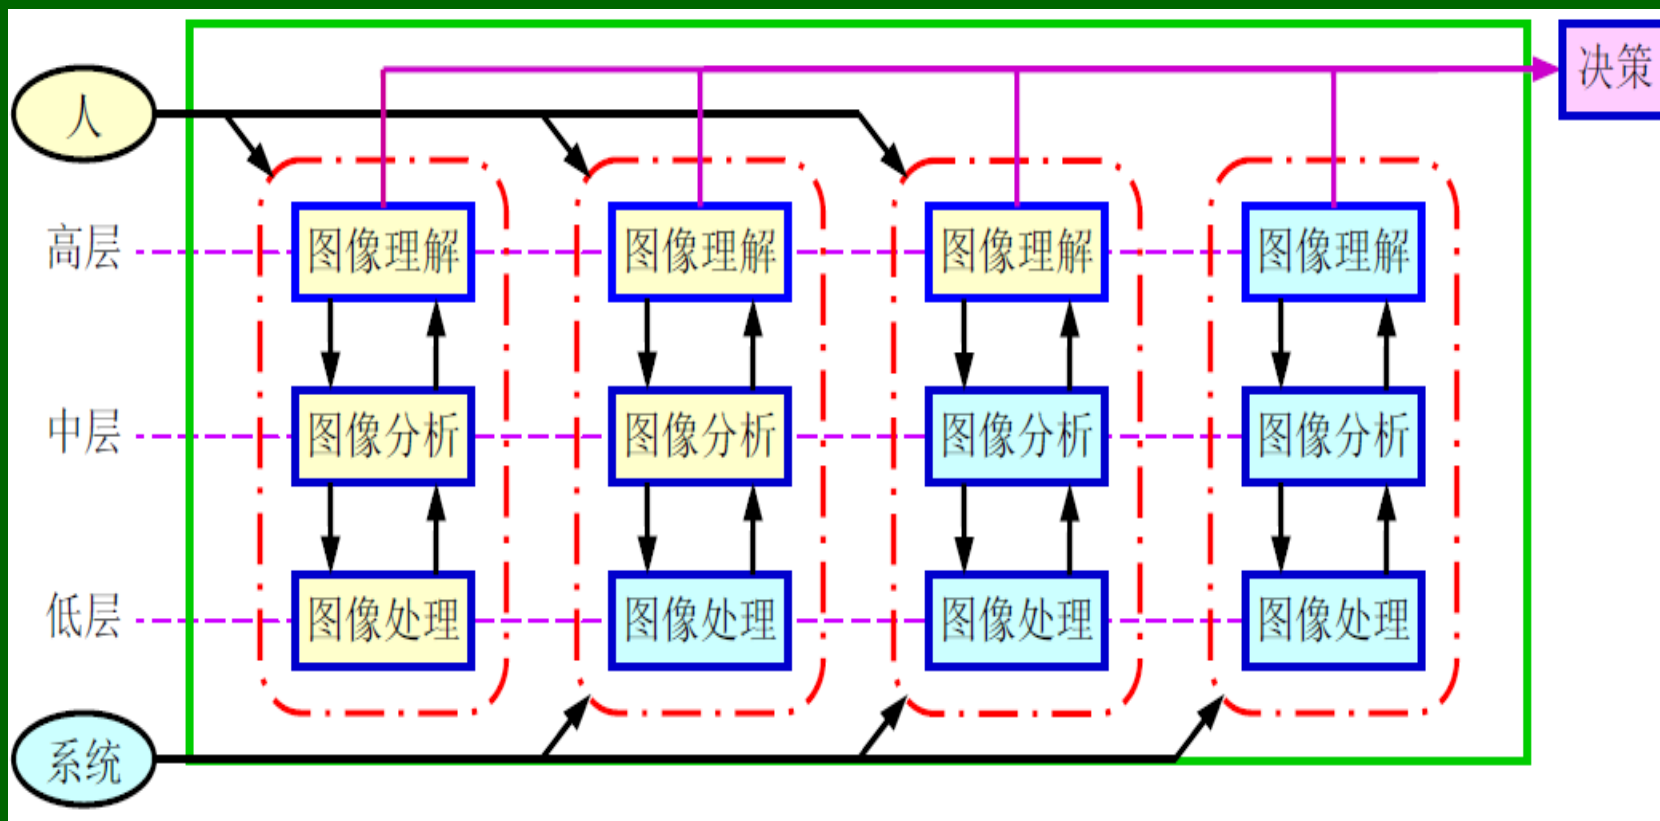 决策
人
高层
图像理解
图像理解
图像理解
图像理解
中层
图像分析
图像分析
图像分析
图像分析
低层
图像处理
图像处理
图像处理
图像处理
系统